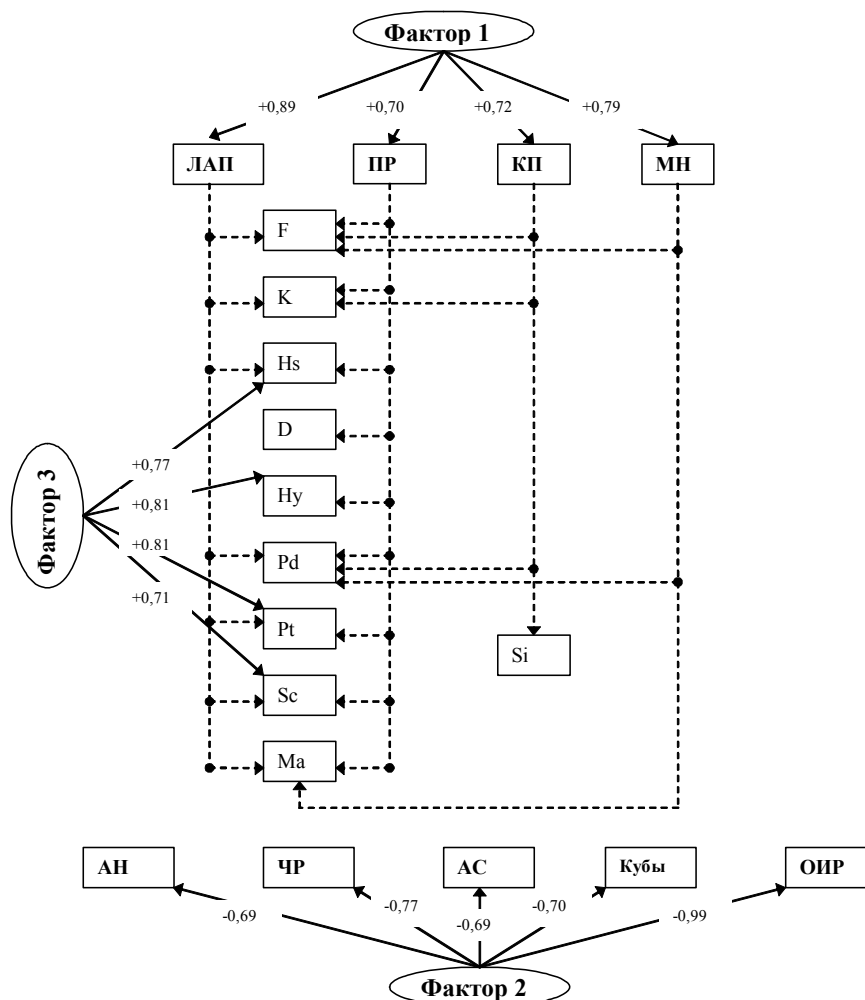 Фактор 1
+0,89
+0,70
+0,72
+0,79
ЛАП
ПР
КП
МН
F
K
Hs
D
Hy
Pd
Pt
Sc
Ma
Si
Фактор 3
+0,77
+0,81
+0.81
+0,71
АН
ЧР
АС
Кубы
ОИР
-0,69
-0,77
-0,69
-0,70
-0,99
Фактор 2